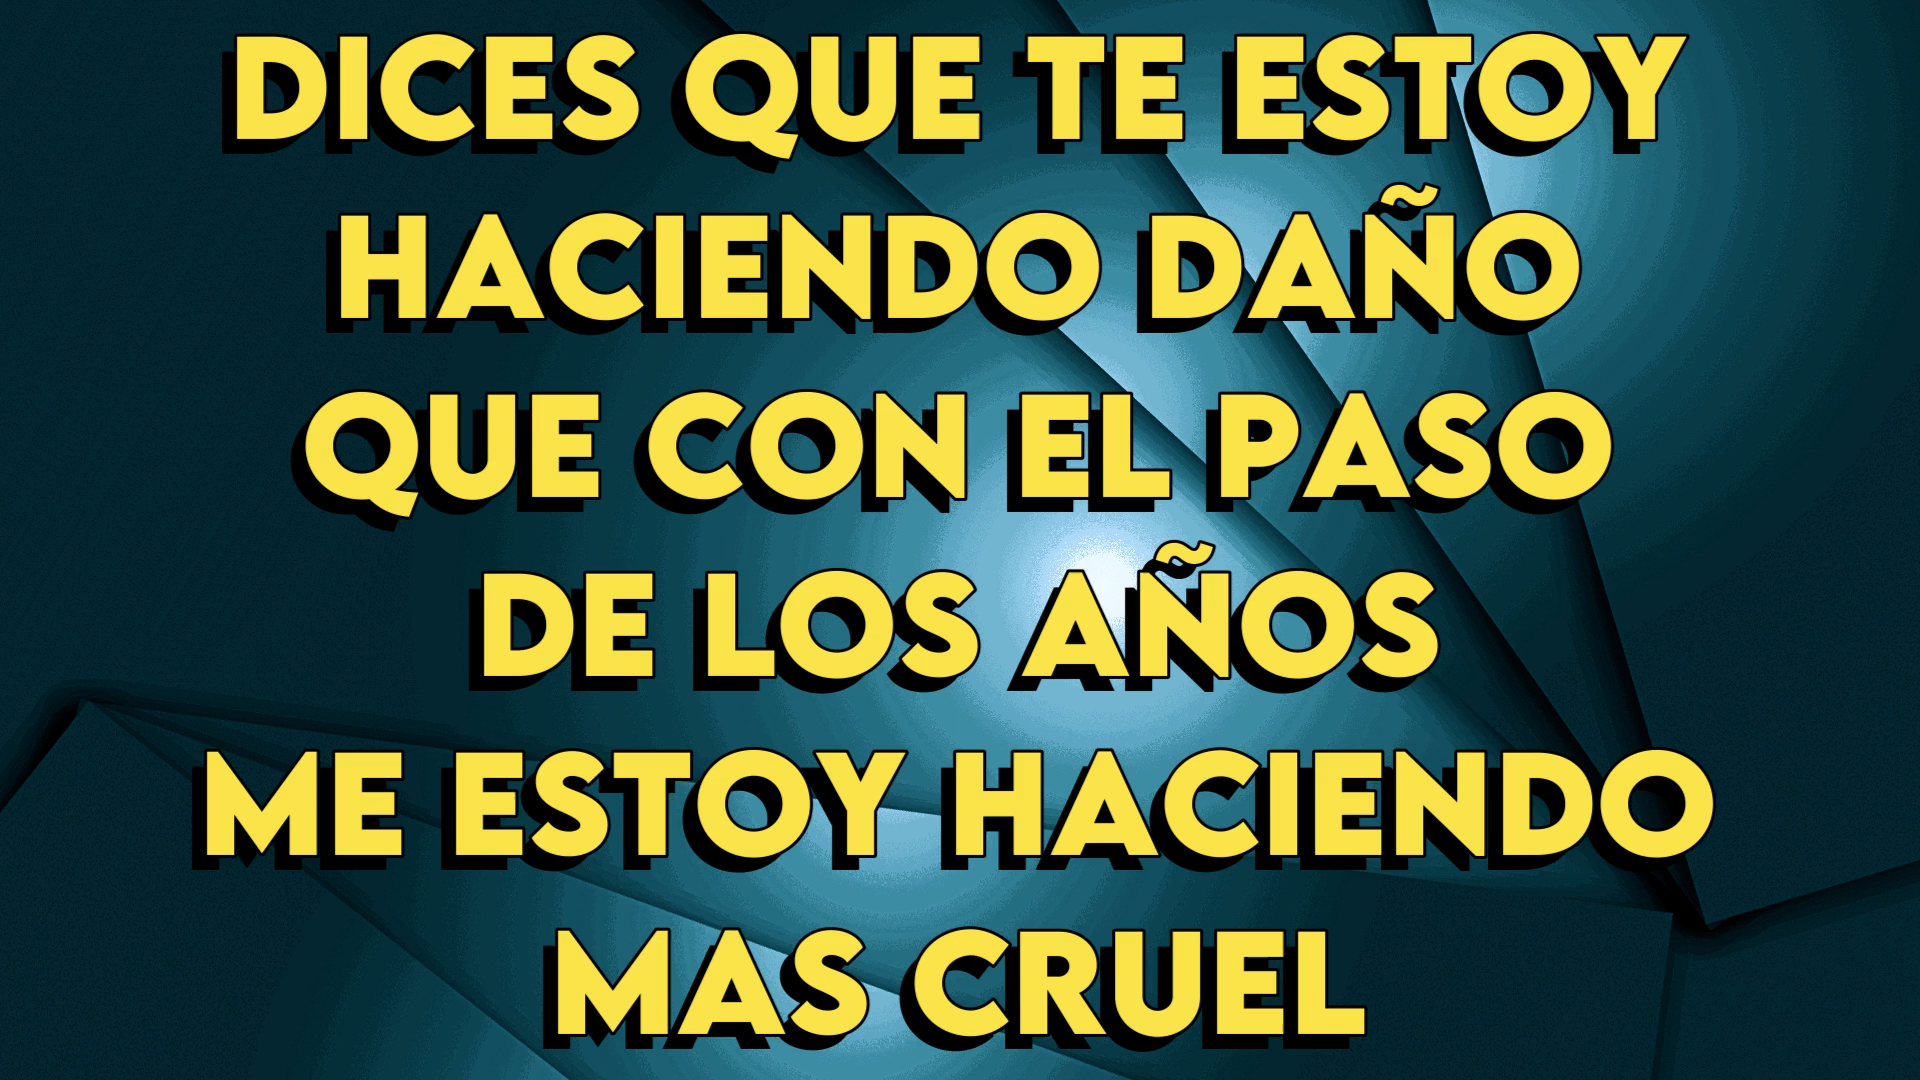 DICES QUE TE ESTOY
HACIENDO DAÑO
QUE CON EL PASO
DE LOS AÑOS
ME ESTOY HACIENDO
MAS CRUEL